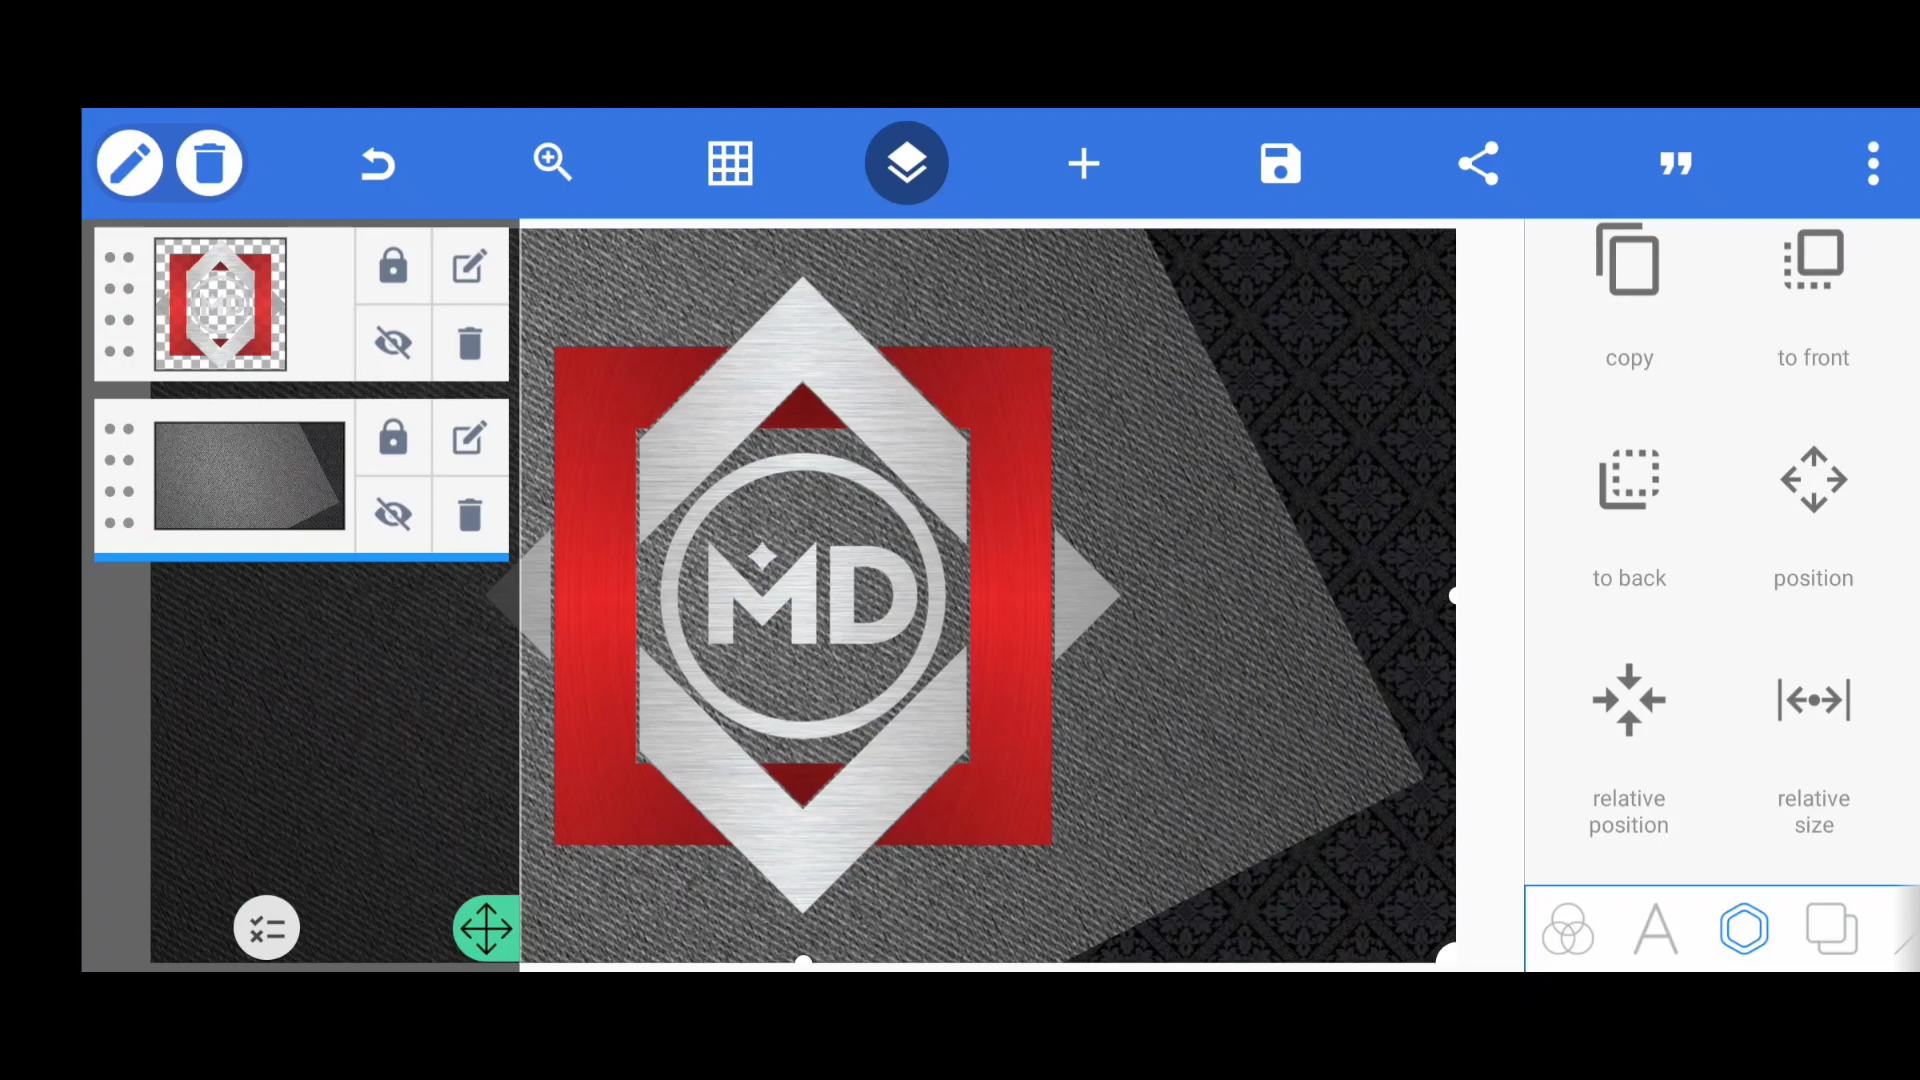 copy
to front
MD
to back
position
relative
position
relative
size